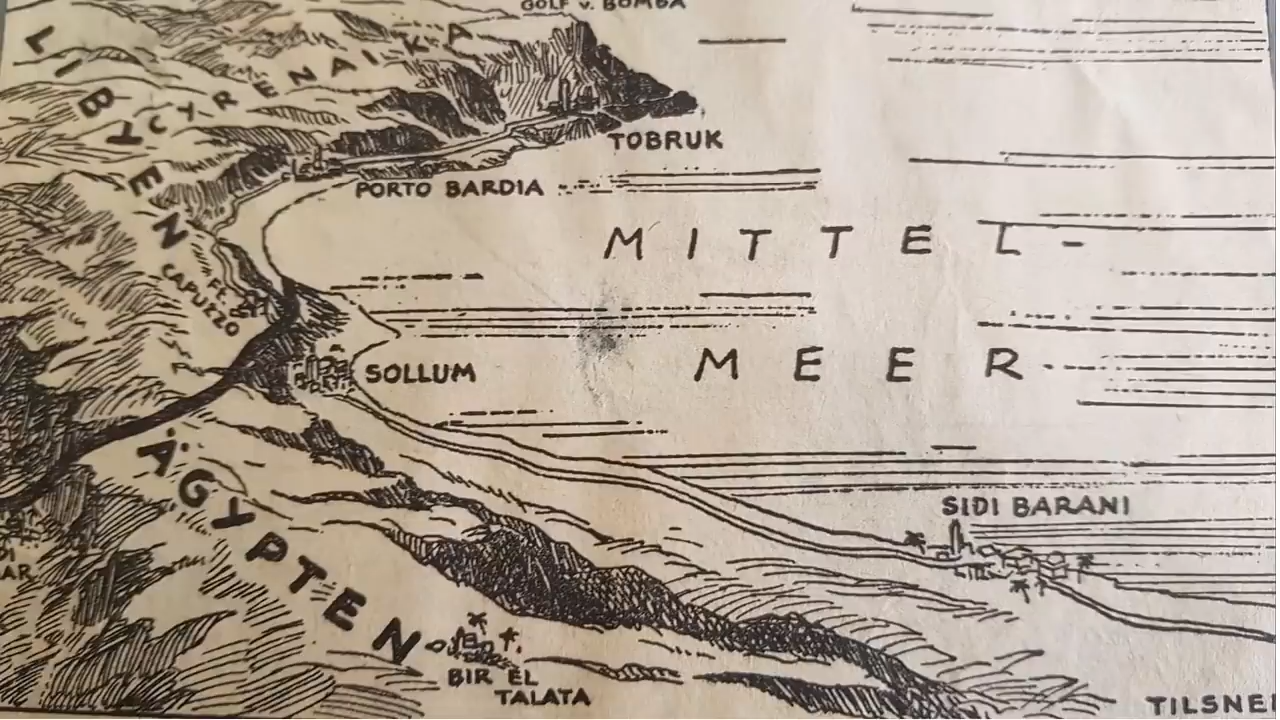 GOLF v. BOMBA
LIBYEN
CYRENAIKA
TOBRUK
PORTO BARDIA
MITTEL-
MEER
FT.
CAPUZZO
SOLLUM
ÄGYPTEN
SIDI BARANI
BIR EL
TALATA